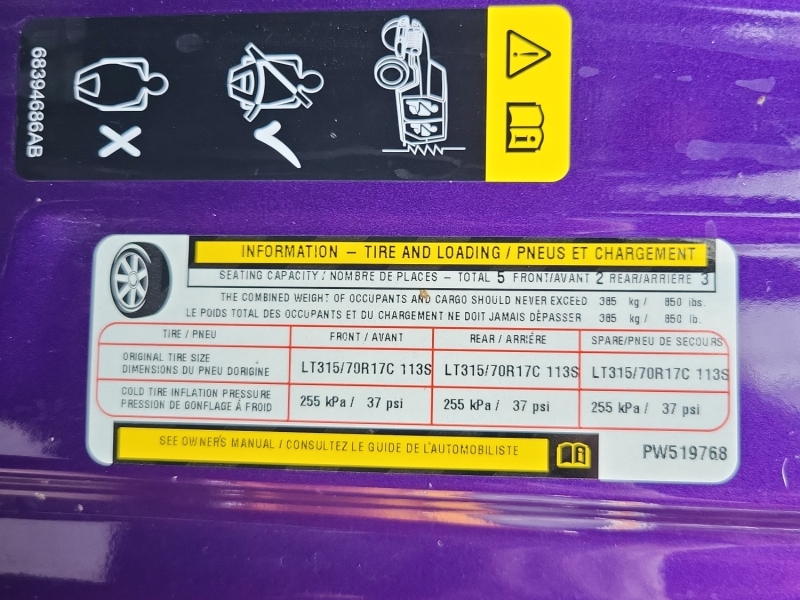 68394686AB
INFORMATION – TIRE AND LOADING / PNEUS ET CHARGEMENT
SEATING CAPACITY / NOMBRE DE PLACES – TOTAL 5 FRONT/AVANT 2 REAR/ARRIÈRE 3
THE COMBINED WEIGHT OF OCCUPANTS AND CARGO SHOULD NEVER EXCEED 385 kg / 850 lbs.
LE POIDS TOTAL DES OCCUPANTS ET DU CHARGEMENT NE DOIT JAMAIS DÉPASSER 385 kg / 850 lb.
TIRE / PNEU FRONT / AVANT REAR / ARRIÉRE SPARE/PNEU DE SECOURS
ORIGINAL TIRE SIZE
DIMENSIONS DU PNEU DORIGINE LT315/70R17C 113S LT315/70R17C 113S LT315/70R17C 113S
COLD TIRE INFLATION PRESSURE
PRESSION DE GONFLAGE À FROID 255 kPa / 37 psi 255 kPa / 37 psi 255 kPa / 37 psi
SEE OWNER'S MANUAL / CONSULTEZ LE GUIDE DE L'AUTOMOBILISTE
PW519768